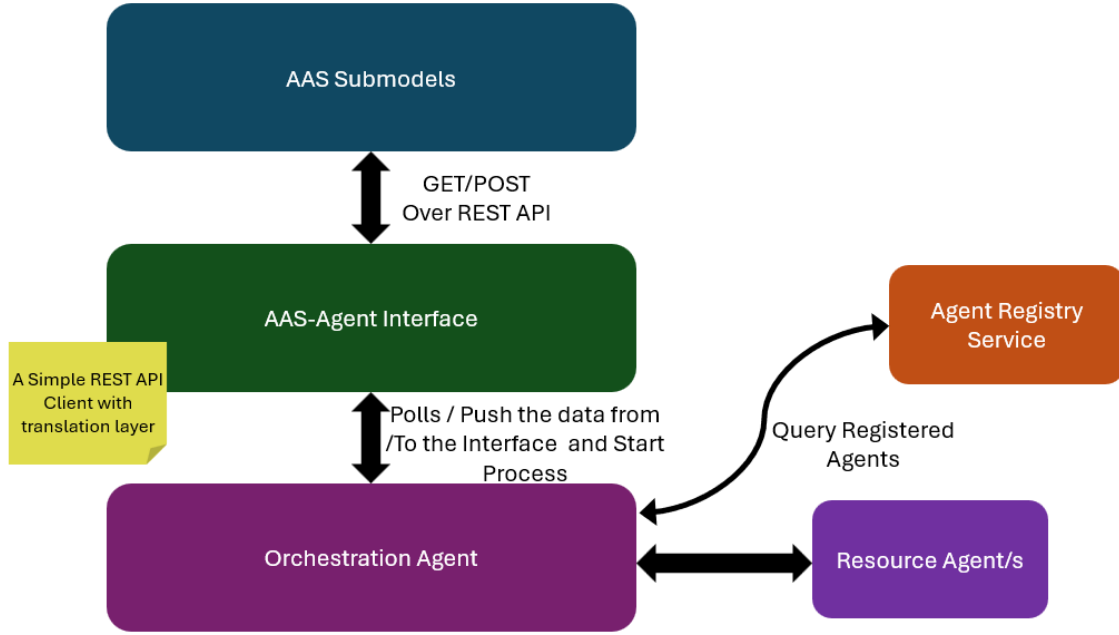 AAS Submodels
GET/POST
Over REST API
AAS-Agent Interface
A Simple REST API
Client with
translation layer
Agent Registry
Service
Polls / Push the data from
/To the Interface and Start
Process
Query Registered
Agents
Orchestration Agent
Resource Agent/s